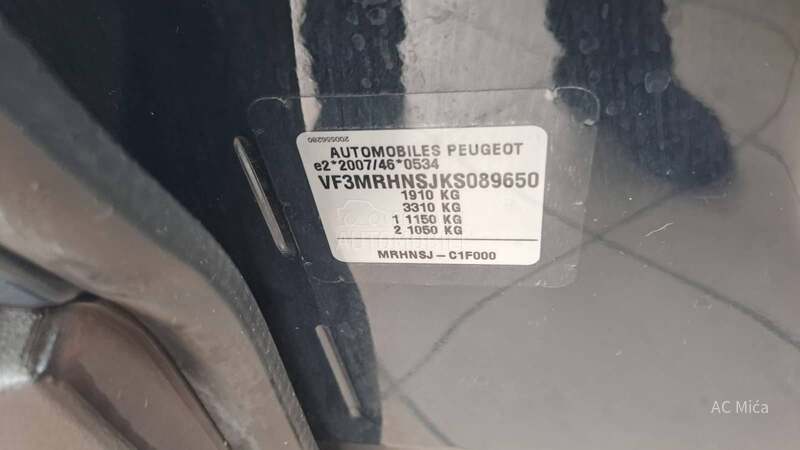 200556280
AUTOMOBILES PEUGEOT
e2*2007/46*0534
VF3MRHNSJKS089650
1910 KG
3310 KG
1 1150 KG
2 1050 KG
MRHNSJ – C1F000
AC Mića